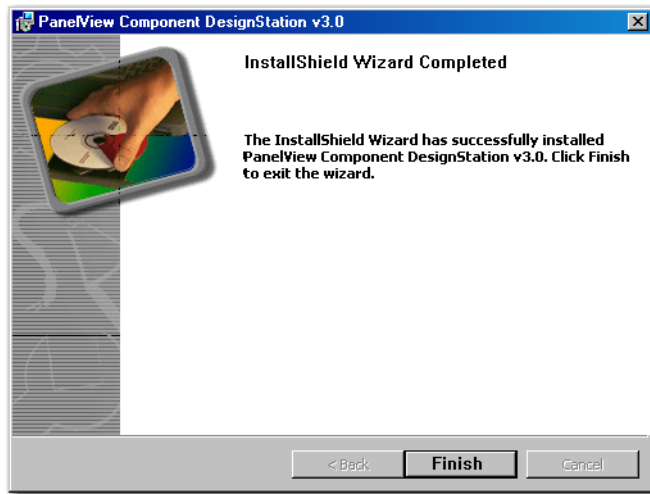 PanelView Component DesignStation v3.0
InstallShield Wizard Completed
The InstallShield Wizard has successfully installed
PanelView Component DesignStation v3.0. Click Finish
to exit the wizard.
< Back
Finish
Cancel